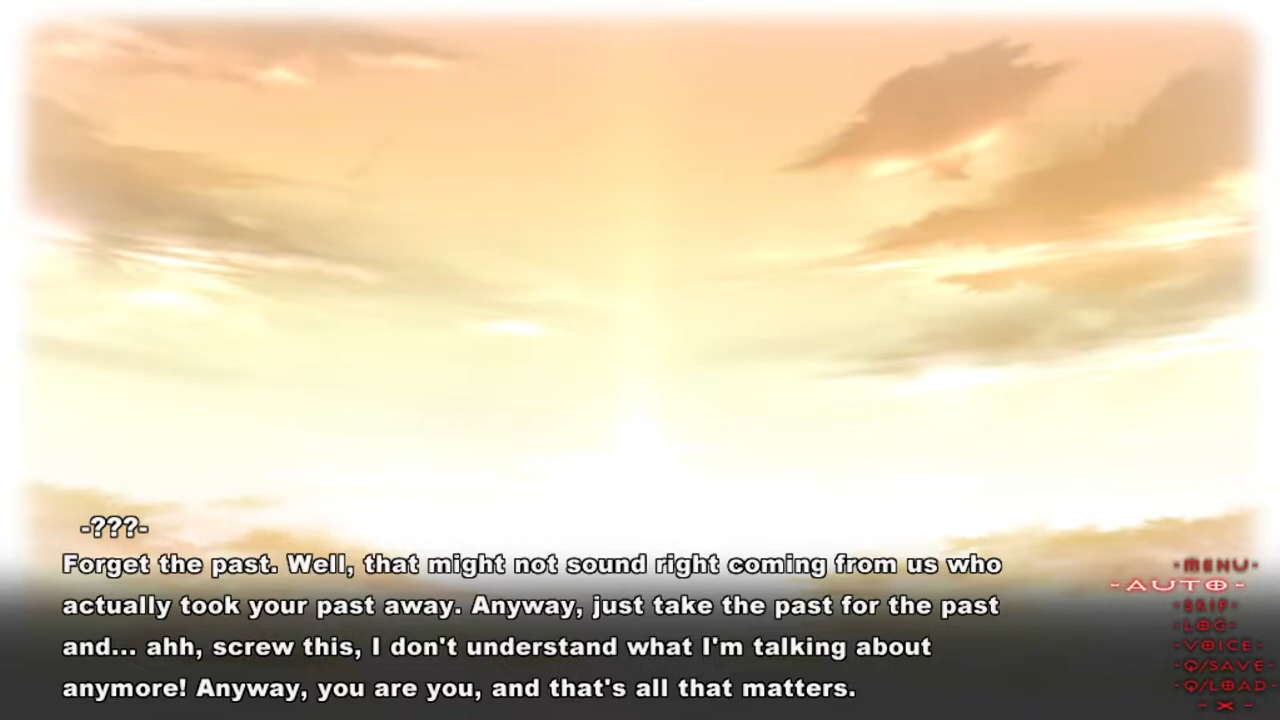 -???-
Forget the past. Well, that might not sound right coming from us who
actually took your past away. Anyway, just take the past for the past
and... ahh, screw this, I don't understand what I'm talking about
anymore! Anyway, you are you, and that's all that matters.
-MENU-
-AUTO-
-SKIP-
-LOG-
-VOICE-
-Q/SAVE-
-Q/LOAD-
-×-